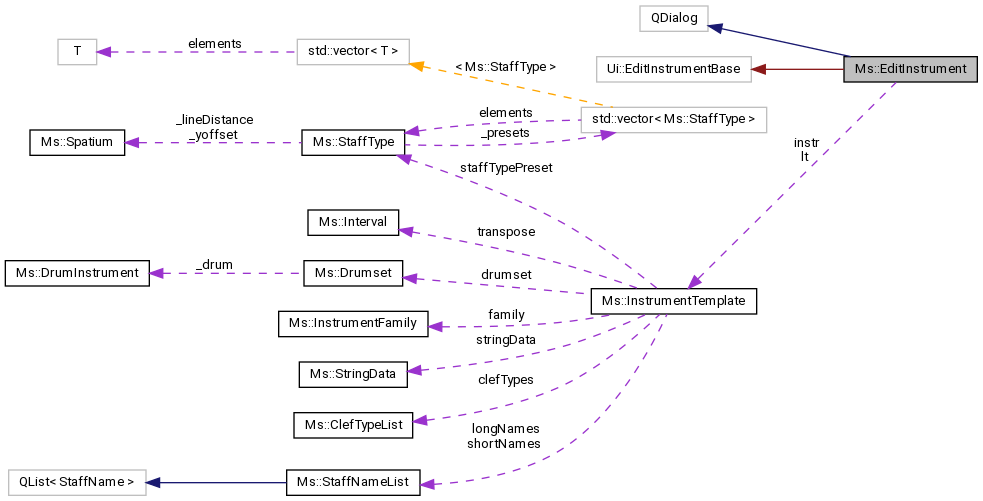 QDialog
elements
T
std::vector< T >
< Ms::StaffType >
Ui::EditInstrumentBase
Ms::EditInstrument
elements
std::vector< Ms::StaffType >
_lineDistance
_yoffset
_presets
Ms::Spatium
Ms::StaffType
instr
lt
staffTypePreset
Ms::Interval
transpose
_drum
Ms::DrumInstrument
Ms::Drumset
drumset
Ms::InstrumentTemplate
family
Ms::InstrumentFamily
stringData
Ms::StringData
clefTypes
Ms::ClefTypeList
longNames
shortNames
QList< StaffName >
Ms::StaffNameList